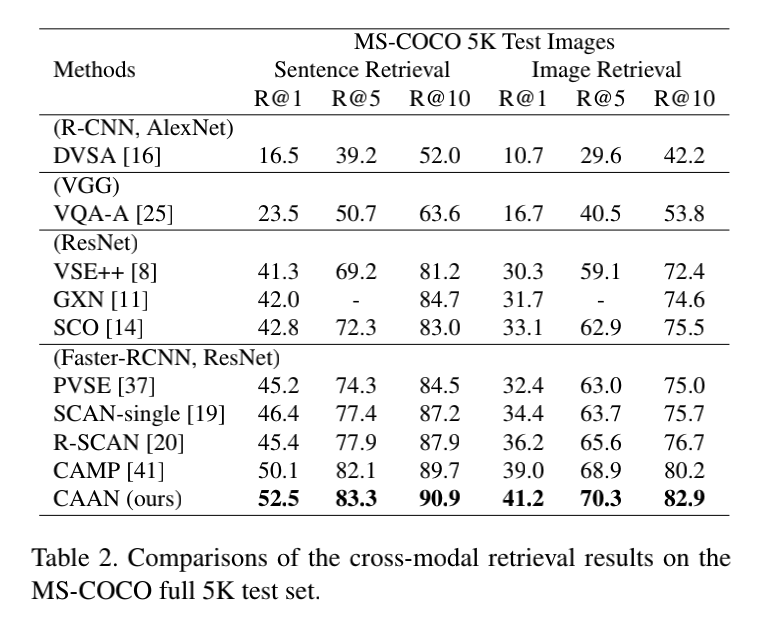 MS-COCO 5K Test Images
Methods Sentence Retrieval Image Retrieval
R@1 R@5 R@10 R@1 R@5 R@10
(R-CNN, AlexNet)
DVSA [16] 16.5 39.2 52.0 10.7 29.6 42.2
(VGG)
VQA-A [25] 23.5 50.7 63.6 16.7 40.5 53.8
(ResNet)
VSE++ [8] 41.3 69.2 81.2 30.3 59.1 72.4
GXN [11] 42.0 - 84.7 31.7 - 74.6
SCO [14] 42.8 72.3 83.0 33.1 62.9 75.5
(Faster-RCNN, ResNet)
PVSE [37] 45.2 74.3 84.5 32.4 63.0 75.0
SCAN-single [19] 46.4 77.4 87.2 34.4 63.7 75.7
R-SCAN [20] 45.4 77.9 87.9 36.2 65.6 76.7
CAMP [41] 50.1 82.1 89.7 39.0 68.9 80.2
CAAN (ours) 52.5 83.3 90.9 41.2 70.3 82.9
Table 2. Comparisons of the cross-modal retrieval results on the
MS-COCO full 5K test set.